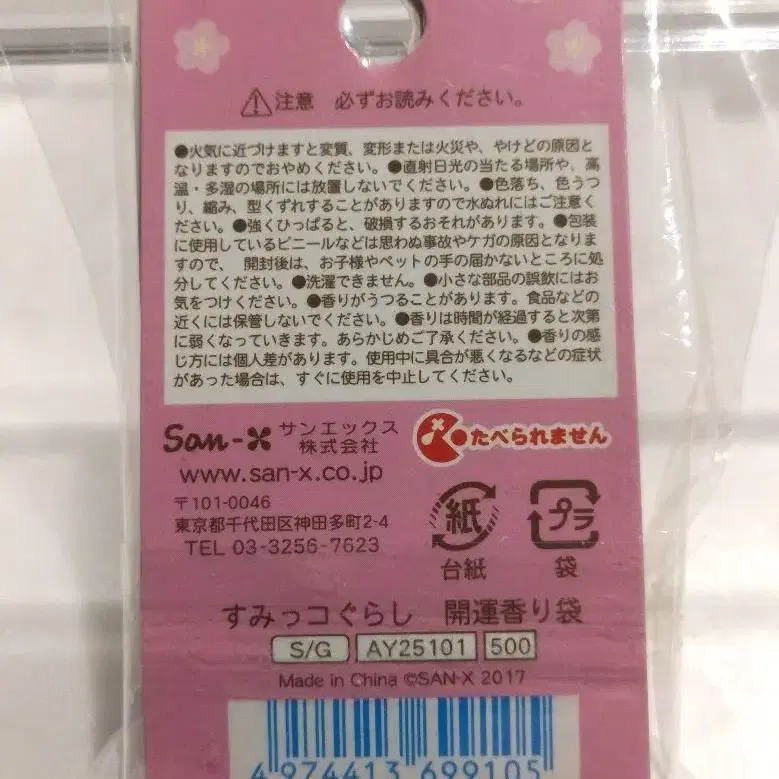 注意 必ずお読みください。
●火気に近づけますと変質、変形または火災や、やけどの原因と
なりますのでおやめください。●直射日光の当たる場所や、高
温・多湿の場所には放置しないでください。●色落ち、色うつ
り、縮み、型くずれすることがありますので水ぬれにはご注意く
ださい。●強くひっぱると、破損するおそれがあります。●包装
に使用しているビニールなどは思わぬ事故やケガの原因となりま
すので、 開封後は、お子様やペットの手の届かないところに処
分してください。●洗濯できません。●小さな部品の誤飲にはお
気をつけください。●香りがうつることがあります。食品などの
近くには保管しないでください。●香りは時間が経過すると次第
に弱くなっていきます。あらかじめご了承ください。●香りの感
じ方には個人差があります。使用中に具合が悪くなるなどの症状
があった場合は、すぐに使用を中止してください。
San-X サンエックス
株式会社
たべられません
www.san-x.co.jp
〒101-0046
東京都千代田区神田多町2-4
TEL 03-3256-7623
紙 プラ
台紙 袋
すみっコぐらし 開運香り袋
S/G AY25101 500
Made in China ©SAN-X 2017
4 974413 699105